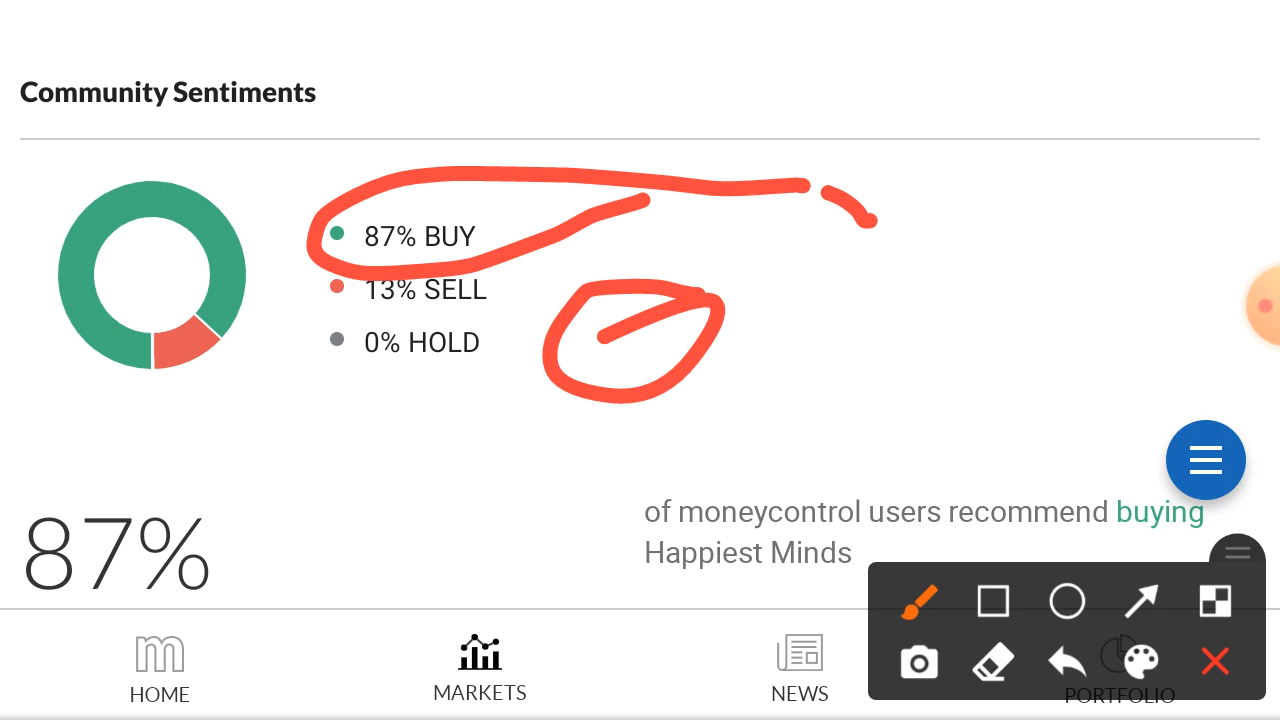 Community Sentiments
87% BUY
13% SELL
0% HOLD
87%
of moneycontrol users recommend buying
Happiest Minds
HOME
MARKETS
NEWS
PORTFOLIO